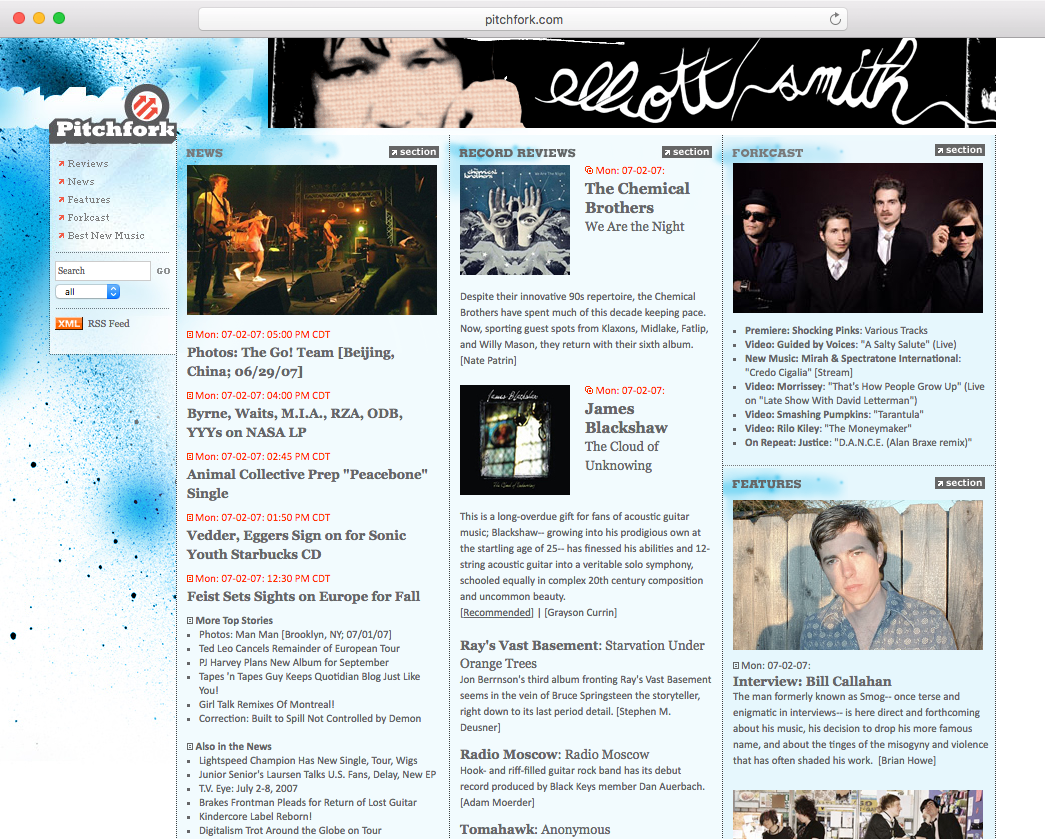 pitchfork.com
elliott smith
Pitchfork
Reviews
News
Features
Forkcast
Best New Music
Search
GO
all
XML RSS Feed
NEWS
section
Mon: 07-02-07: 05:00 PM CDT
Photos: The Go! Team [Beijing,
China; 06/29/07]
Mon: 07-02-07: 04:00 PM CDT
Byrne, Waits, M.I.A., RZA, ODB,
YYYs on NASA LP
Mon: 07-02-07: 02:45 PM CDT
Animal Collective Prep "Peacebone"
Single
Mon: 07-02-07: 01:50 PM CDT
Vedder, Eggers Sign on for Sonic
Youth Starbucks CD
Mon: 07-02-07: 12:30 PM CDT
Feist Sets Sights on Europe for Fall
More Top Stories
Photos: Man Man [Brooklyn, NY; 07/01/07]
Ted Leo Cancels Remainder of European Tour
PJ Harvey Plans New Album for September
Tapes 'n Tapes Guy Keeps Quotidian Blog Just Like
You!
Girl Talk Remixes Of Montreal!
Correction: Built to Spill Not Controlled by Demon
Also in the News
Lightspeed Champion Has New Single, Tour, Wigs
Junior Senior's Laursen Talks U.S. Fans, Delay, New EP
T.V. Eye: July 2-8, 2007
Brakes Frontman Pleads for Return of Lost Guitar
Kindercore Label Reborn!
Digitalism Trot Around the Globe on Tour
RECORD REVIEWS
section
the chemical brothers
We Are The Night
Mon: 07-02-07:
The Chemical
Brothers
We Are the Night
Despite their innovative 90s repertoire, the Chemical
Brothers have spent much of this decade keeping pace.
Now, sporting guest spots from Klaxons, Midlake, Fatlip,
and Willy Mason, they return with their sixth album.
[Nate Patrin]
James Blackshaw
The Cloud of Unknowing
Mon: 07-02-07:
James
Blackshaw
The Cloud of
Unknowing
This is a long-overdue gift for fans of acoustic guitar
music; Blackshaw-- growing into his prodigious own at
the startling age of 25-- has finessed his abilities and 12-
string acoustic guitar into a veritable solo symphony,
schooled equally in complex 20th century composition
and uncommon beauty.
[Recommended] | [Grayson Currin]
Ray's Vast Basement: Starvation Under
Orange Trees
Jon Bernson's third album fronting Ray's Vast Basement
seems in the vein of Bruce Springsteen the storyteller,
right down to its last period detail. [Stephen M.
Deusner]
Radio Moscow: Radio Moscow
Hook- and riff-filled guitar rock band has its debut
record produced by Black Keys member Dan Auerbach.
[Adam Moerder]
Tomahawk: Anonymous
FORKCAST
section
Premiere: Shocking Pinks: Various Tracks
Video: Guided by Voices: "A Salty Salute" (Live)
New Music: Mirah & Spectratone International:
"Credo Cigalia" [Stream]
Video: Morrissey: "That's How People Grow Up" (Live
on "Late Show With David Letterman")
Video: Smashing Pumpkins: "Tarantula"
Video: Rilo Kiley: "The Moneymaker"
On Repeat: Justice: "D.A.N.C.E. (Alan Braxe remix)"
FEATURES
section
Mon: 07-02-07:
Interview: Bill Callahan
The man formerly known as Smog-- once terse and
enigmatic in interviews-- is here direct and forthcoming
about his music, his decision to drop his more famous
name, and about the tinges of the misogyny and violence
that has often shaded his work. [Brian Howe]